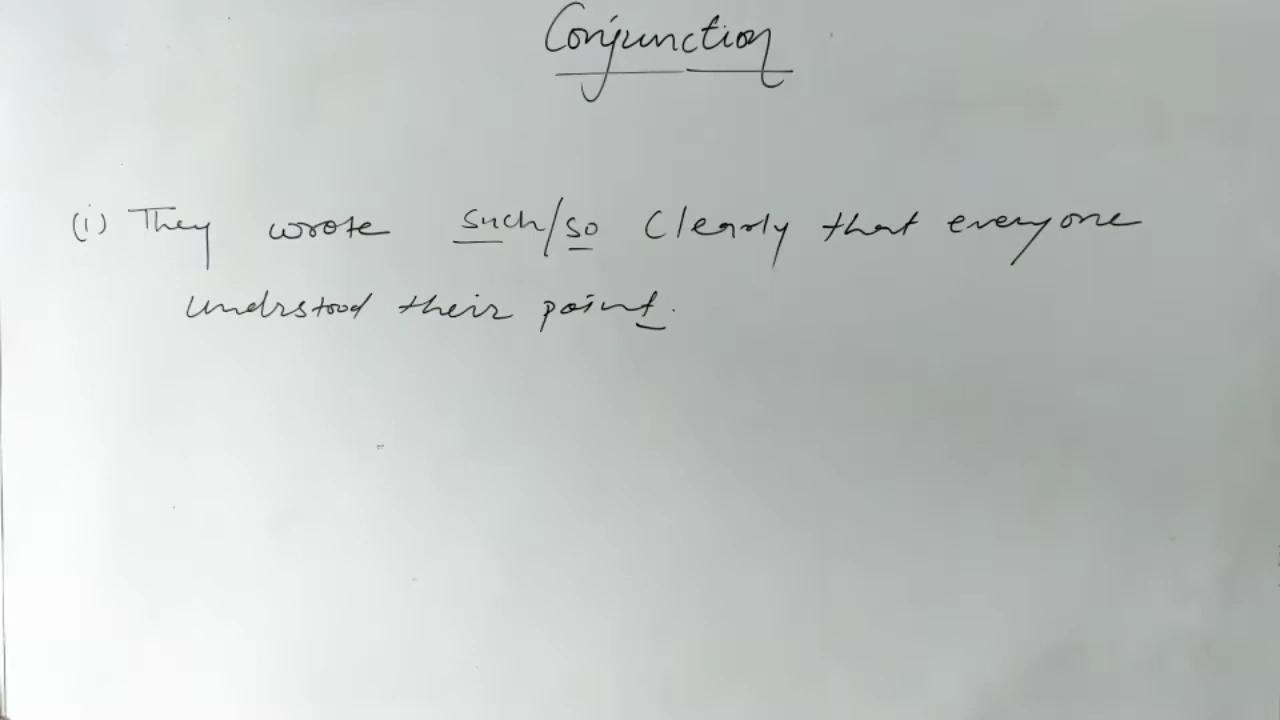 Conjunction
(i) They wrote such/so clearly that everyone
understood their point.